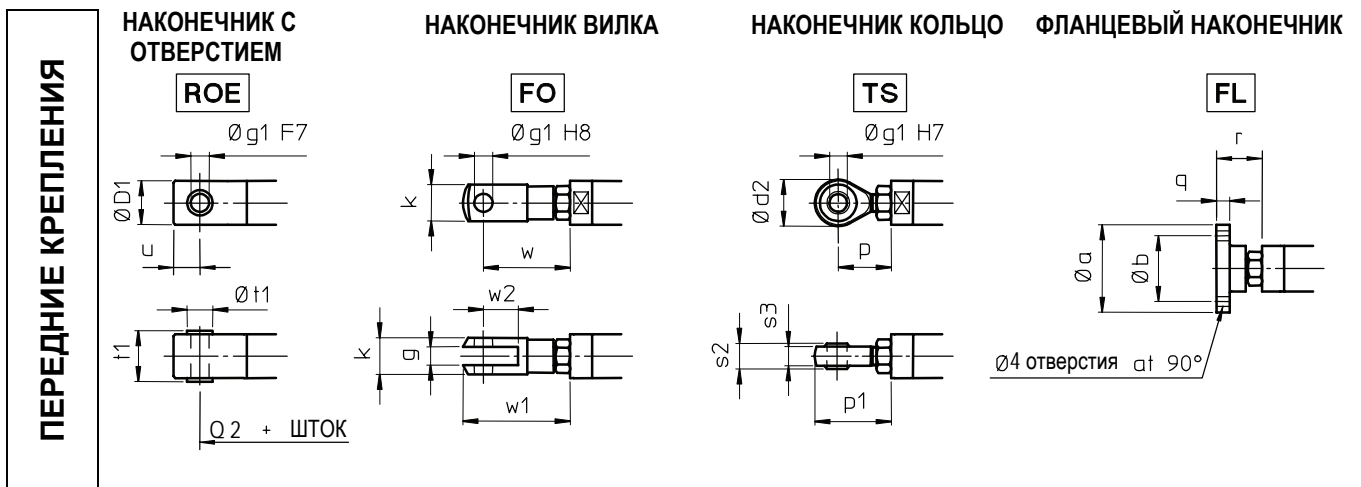 ПЕРЕДНИЕ КРЕПЛЕНИЯ
НАКОНЕЧНИК С
ОТВЕРСТИЕМ
ROE
Øg1 F7
ØD1
u
Øt1
t1
Q2 + ШТОК
НАКОНЕЧНИК ВИЛКА
FO
Øg1 H8
k
w
w2
k
g
w1
НАКОНЕЧНИК КОЛЬЦО
TS
Øg1 H7
Ød2
p
s3
s2
p1
ФЛАНЦЕВЫЙ НАКОНЕЧНИК
FL
r
q
Øa
Øb
Ø4 отверстия at 90°